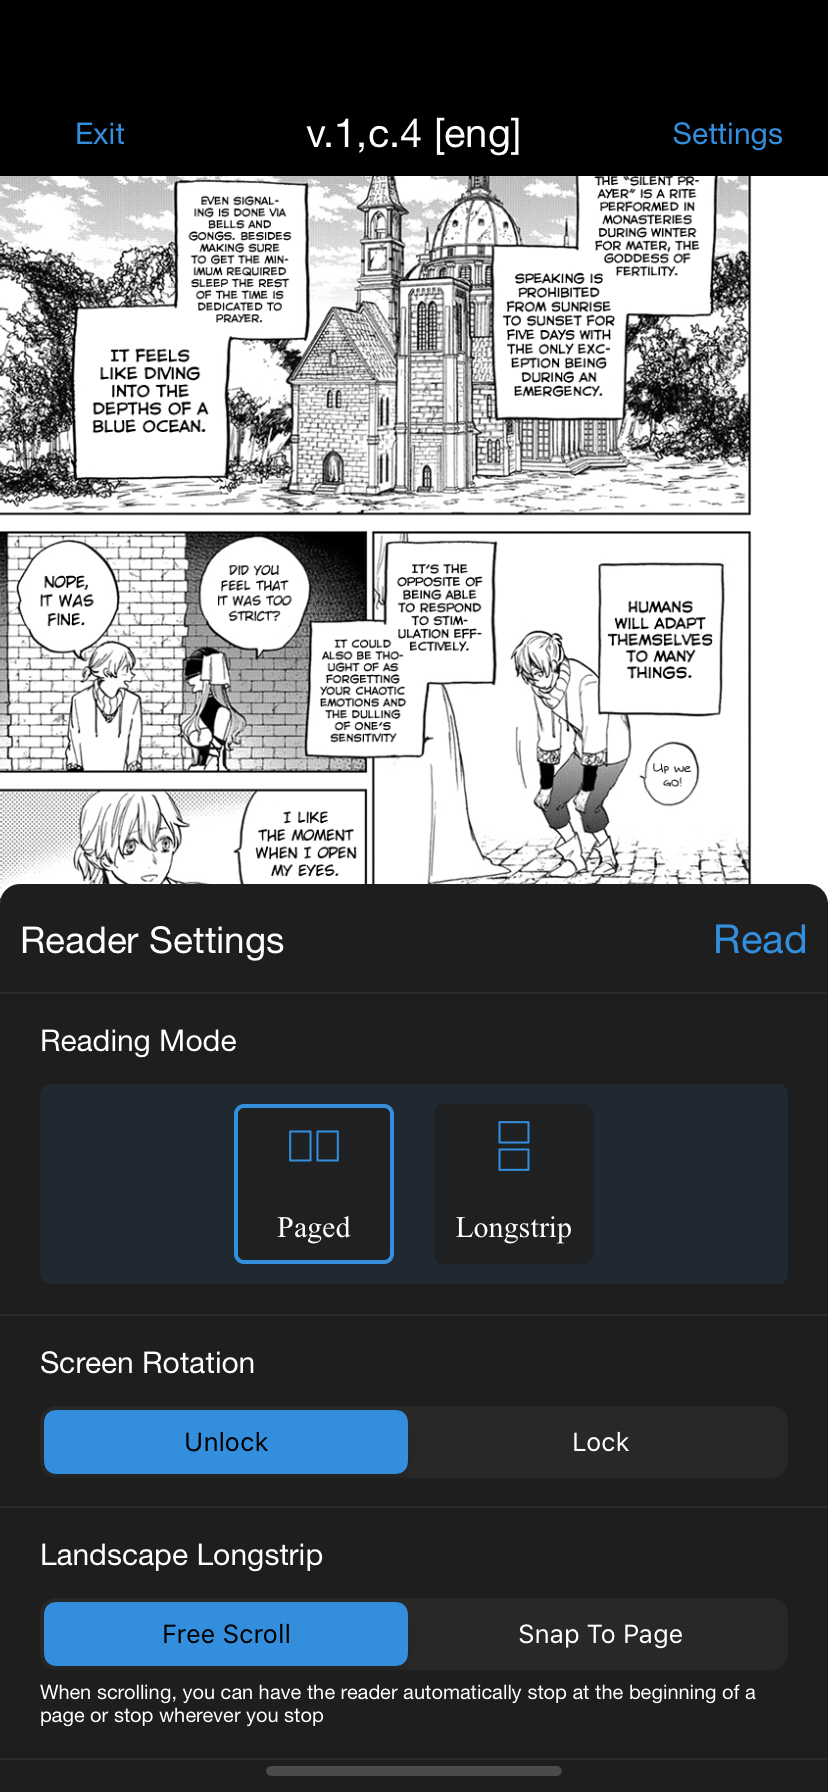 Exit
v.1,c.4 [eng]
Settings
THE "SILENT PR-
AYER" IS A RITE
PERFORMED IN
MONASTERIES
DURING WINTER
FOR MATER, THE
GODDESS OF
FERTILITY.
SPEAKING IS
PROHIBITED
FROM SUNRISE
TO SUNSET FOR
FIVE DAYS WITH
THE ONLY EXC-
EPTION BEING
DURING AN
EMERGENCY.
EVEN SIGNAL-
ING IS DONE VIA
BELLS AND
GONGS. BESIDES
MAKING SURE
TO GET THE MIN-
IMUM REQUIRED
SLEEP THE REST
OF THE TIME IS
DEDICATED TO
PRAYER.
IT FEELS
LIKE DIVING
INTO THE
DEPTHS OF A
BLUE OCEAN.
HUMANS
WILL ADAPT
THEMSELVES
TO MANY
THINGS.
UP WE
GO!
IT'S THE
OPPOSITE OF
BEING ABLE
TO RESPOND
TO STIM-
ULATION EFF-
ECTIVELY.
IT COULD
ALSO BE THO-
UGHT OF AS
FORGETTING
YOUR CHAOTIC
EMOTIONS AND
THE DULLING
OF ONE'S
SENSITIVITY
DID YOU
FEEL THAT
IT WAS TOO
STRICT?
NOPE,
IT WAS
FINE.
I LIKE
THE MOMENT
WHEN I OPEN
MY EYES.
Reader Settings
Read
Reading Mode
Paged
Longstrip
Screen Rotation
Unlock
Lock
Landscape Longstrip
Free Scroll
Snap To Page
When scrolling, you can have the reader automatically stop at the beginning of a
page or stop wherever you stop